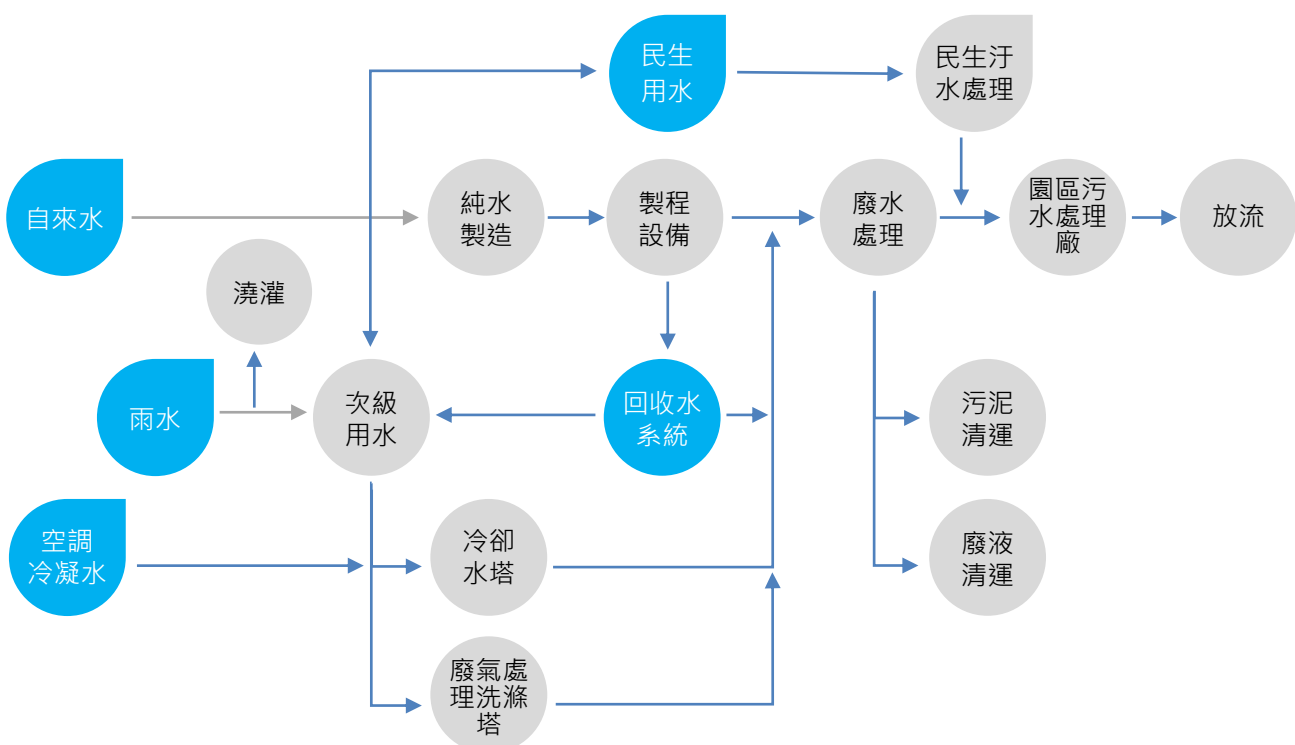 民生
用水
民生汙
水處理
自來水
純水
製造
製程
設備
廢水
處理
園區污
水處理
廠
放流
澆灌
雨水
次級
用水
回收水
系統
污泥
清運
空調
冷凝水
冷卻
水塔
廢液
清運
廢氣處
理洗滌
塔